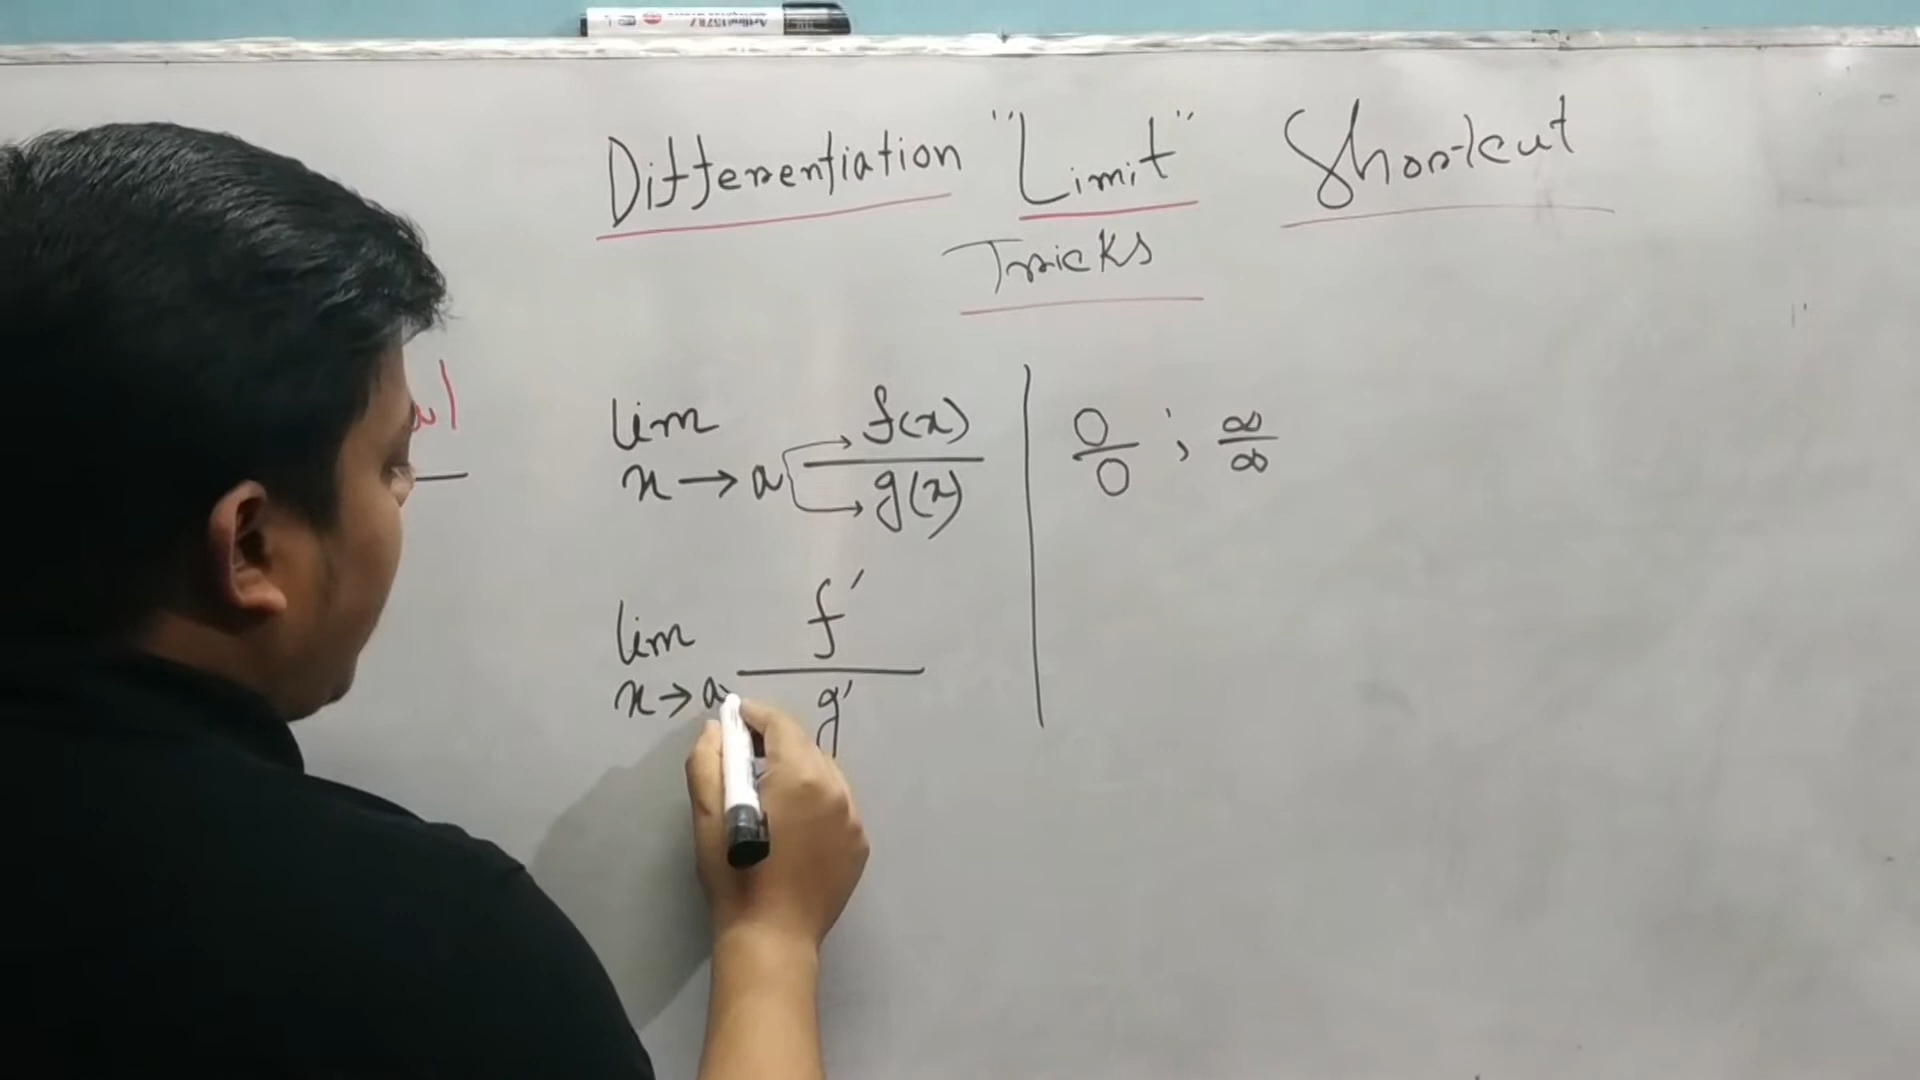 Differentiation "Limit" Shortcut
Tricks
lim x → a f(x) / g(x)
0/0 ; ∞/∞
lim x → a f' / g'